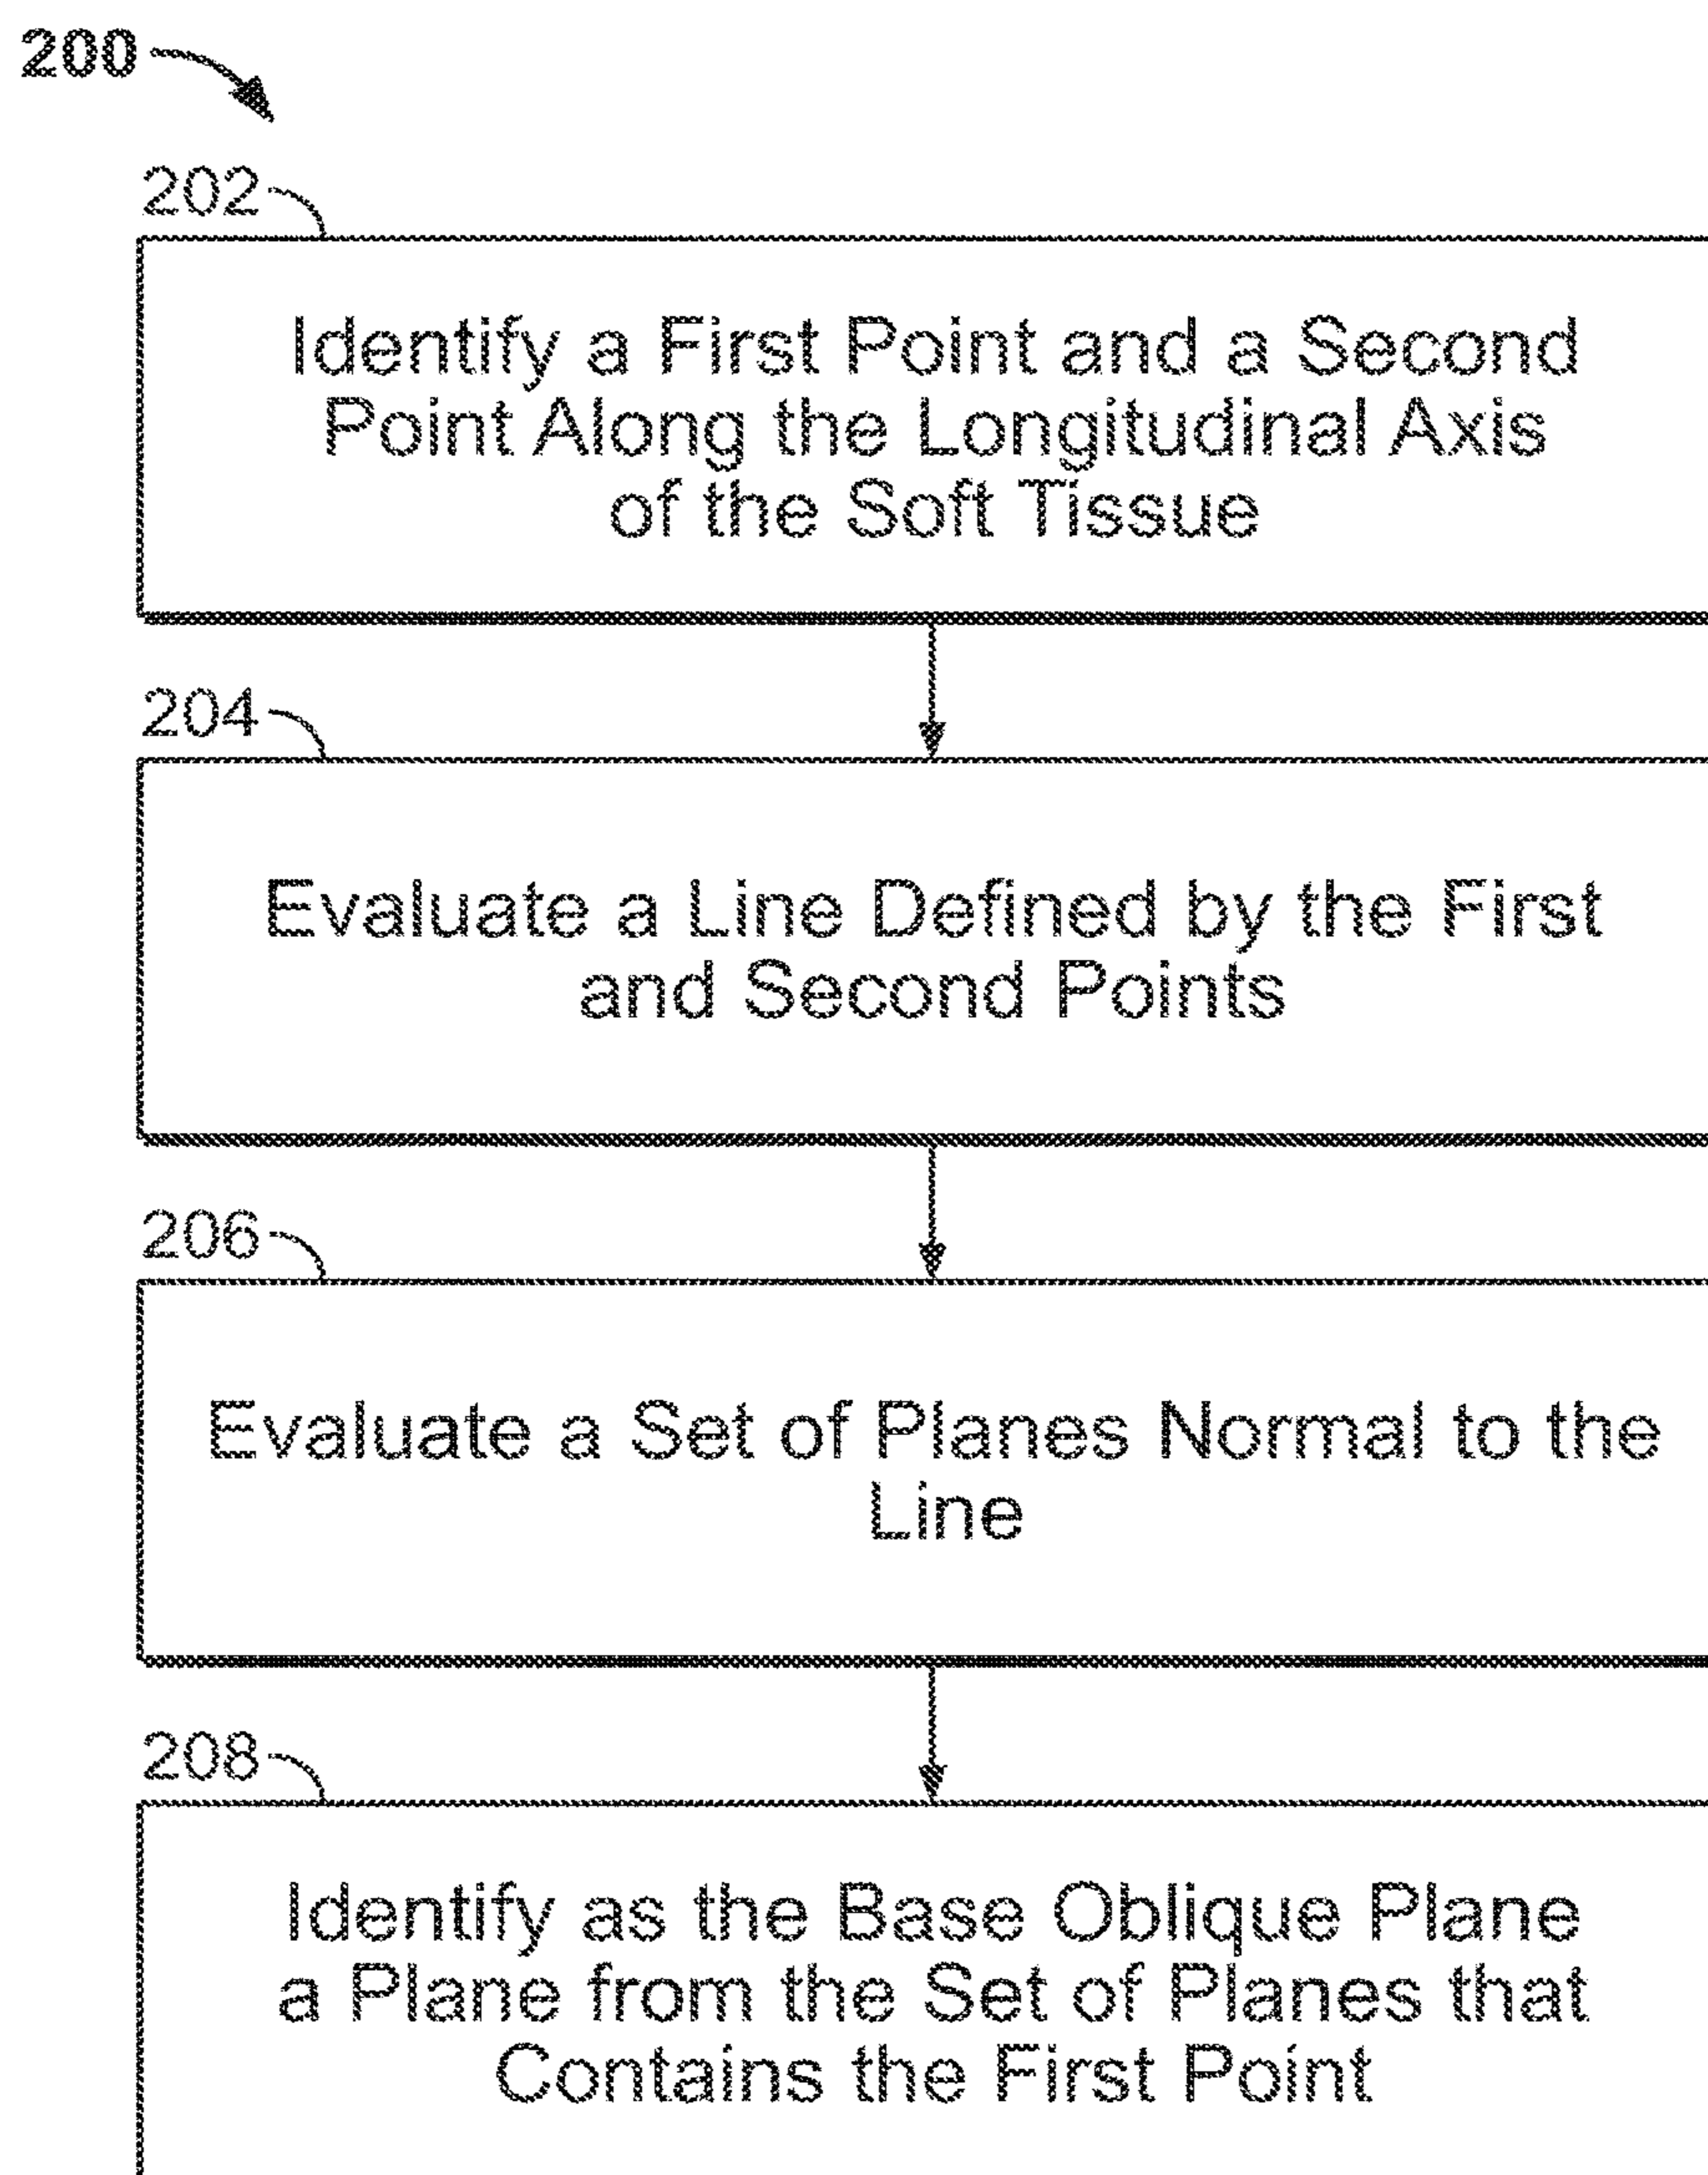 200
202
Identify a First Point and a Second
Point Along the Longitudinal Axis
of the Soft Tissue
204
Evaluate a Line Defined by the First
and Second Points
206
Evaluate a Set of Planes Normal to the
Line
208
Identify as the Base Oblique Plane
a Plane from the Set of Planes that
Contains the First Point